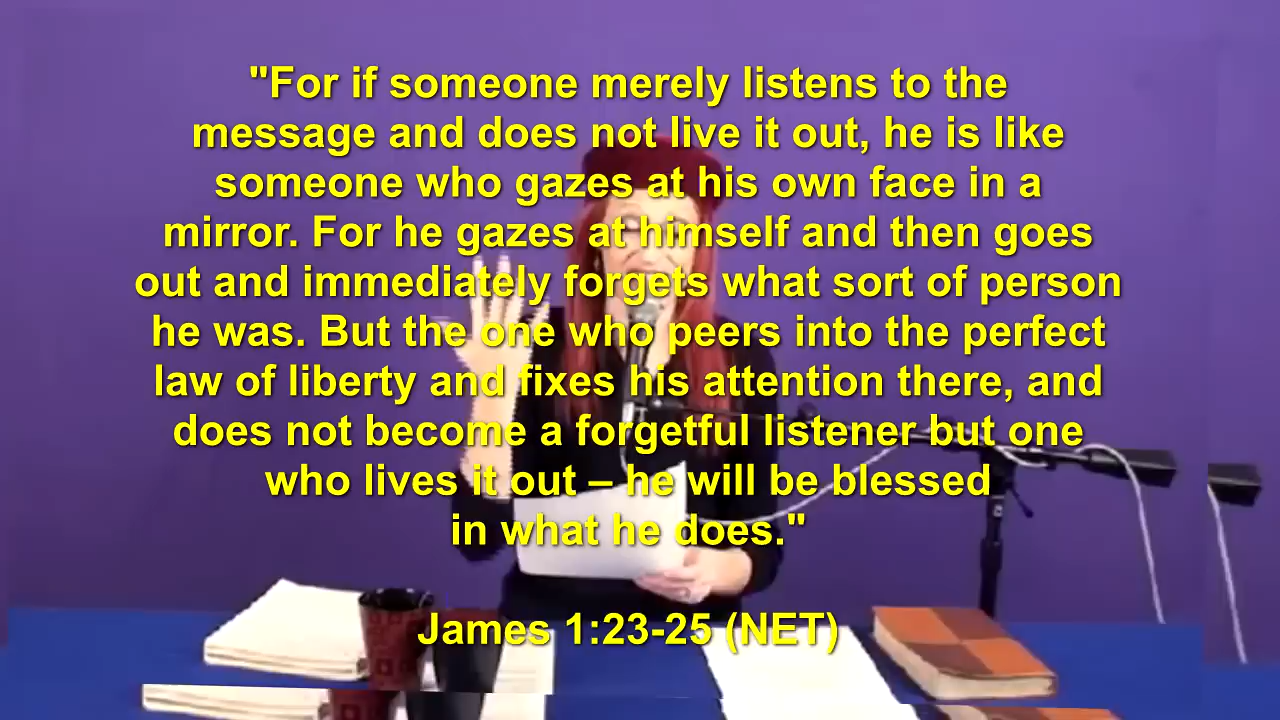 "For if someone merely listens to the
message and does not live it out, he is like
someone who gazes at his own face in a
mirror. For he gazes at himself and then goes
out and immediately forgets what sort of person
he was. But the one who peers into the perfect
law of liberty and fixes his attention there, and
does not become a forgetful listener but one
who lives it out – he will be blessed
in what he does."
James 1:23-25 (NET)